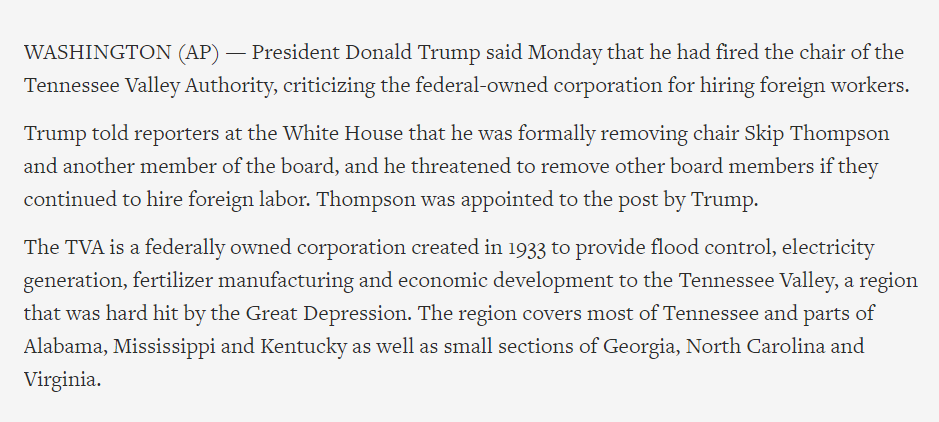 WASHINGTON (AP) — President Donald Trump said Monday that he had fired the chair of the
Tennessee Valley Authority, criticizing the federal-owned corporation for hiring foreign workers.
Trump told reporters at the White House that he was formally removing chair Skip Thompson
and another member of the board, and he threatened to remove other board members if they
continued to hire foreign labor. Thompson was appointed to the post by Trump.
The TVA is a federally owned corporation created in 1933 to provide flood control, electricity
generation, fertilizer manufacturing and economic development to the Tennessee Valley, a region
that was hard hit by the Great Depression. The region covers most of Tennessee and parts of
Alabama, Mississippi and Kentucky as well as small sections of Georgia, North Carolina and
Virginia.